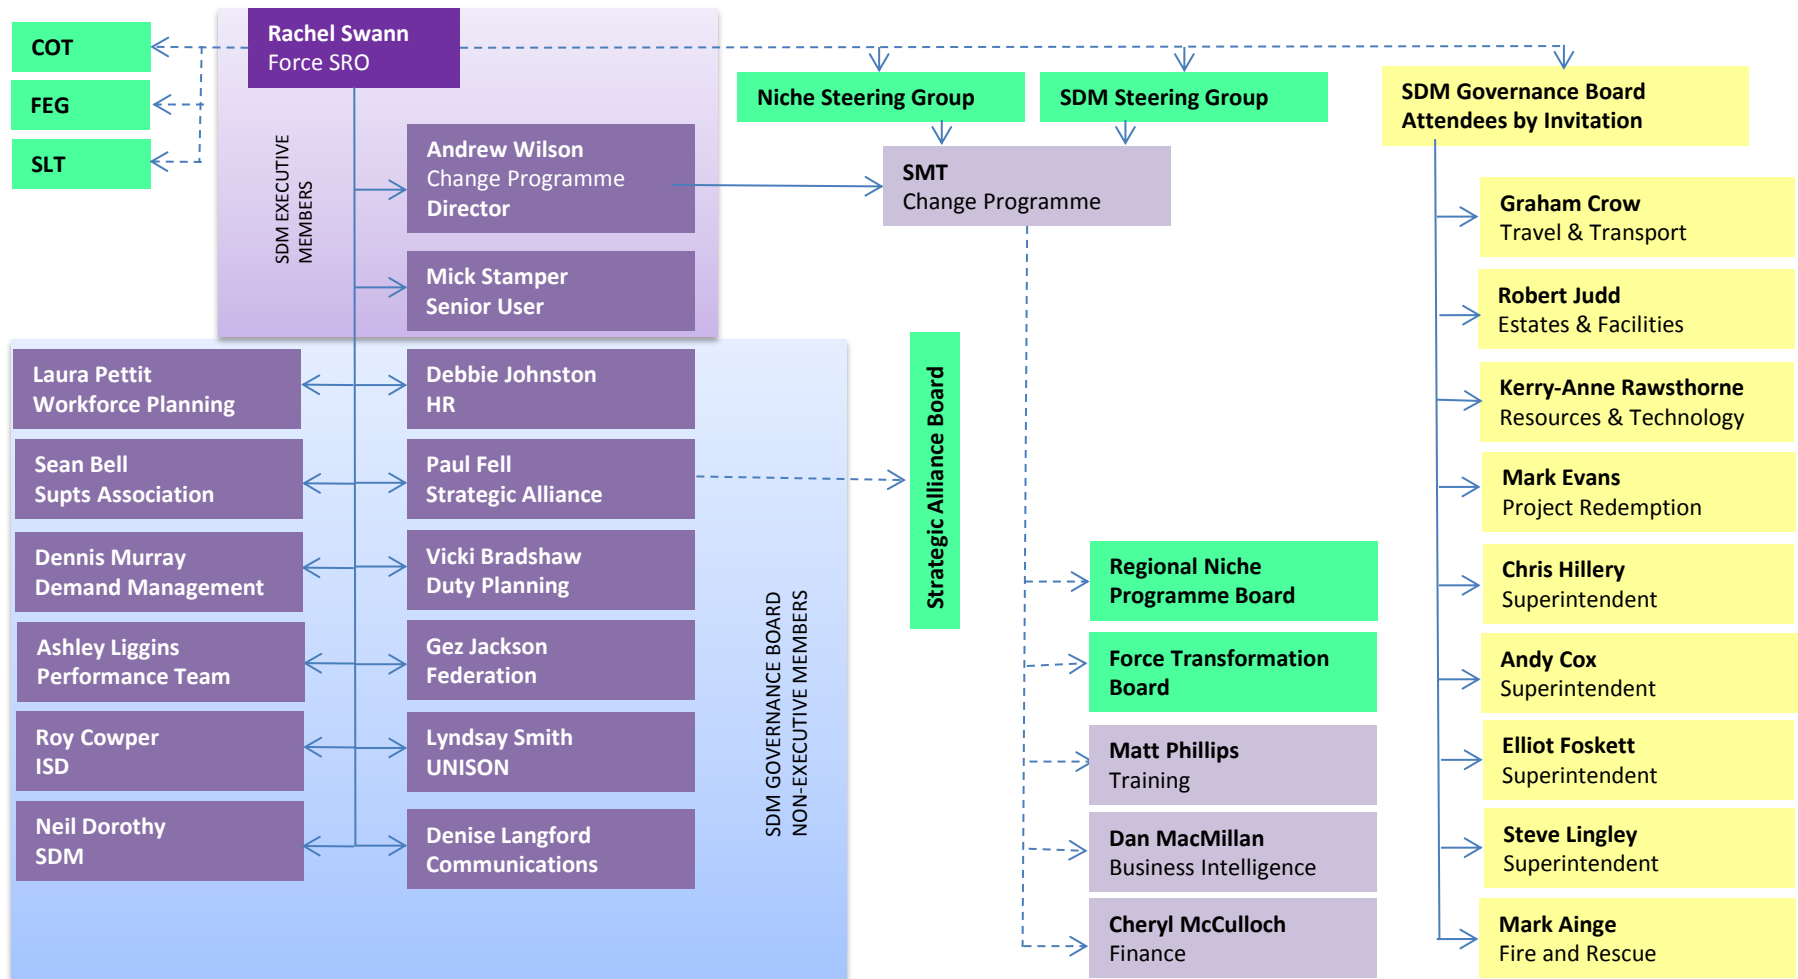 COT
FEG
SLT
Rachel Swann
Force SRO
SDM EXECUTIVE
MEMBERS
Andrew Wilson
Change Programme
Director
Mick Stamper
Senior User
Niche Steering Group
SDM Steering Group
SMT
Change Programme
SDM Governance Board
Attendees by Invitation
Laura Pettit
Workforce Planning
Sean Bell
Supts Association
Dennis Murray
Demand Management
Ashley Liggins
Performance Team
Roy Cowper
ISD
Neil Dorothy
SDM
Debbie Johnston
HR
Paul Fell
Strategic Alliance
Vicki Bradshaw
Duty Planning
Gez Jackson
Federation
Lyndsay Smith
UNISON
Denise Langford
Communications
SDM GOVERNANCE BOARD
NON-EXECUTIVE MEMBERS
Strategic Alliance Board
Regional Niche
Programme Board
Force Transformation
Board
Matt Phillips
Training
Dan MacMillan
Business Intelligence
Cheryl McCulloch
Finance
Graham Crow
Travel & Transport
Robert Judd
Estates & Facilities
Kerry-Anne Rawsthorne
Resources & Technology
Mark Evans
Project Redemption
Chris Hillery
Superintendent
Andy Cox
Superintendent
Elliot Foskett
Superintendent
Steve Lingley
Superintendent
Mark Ainge
Fire and Rescue